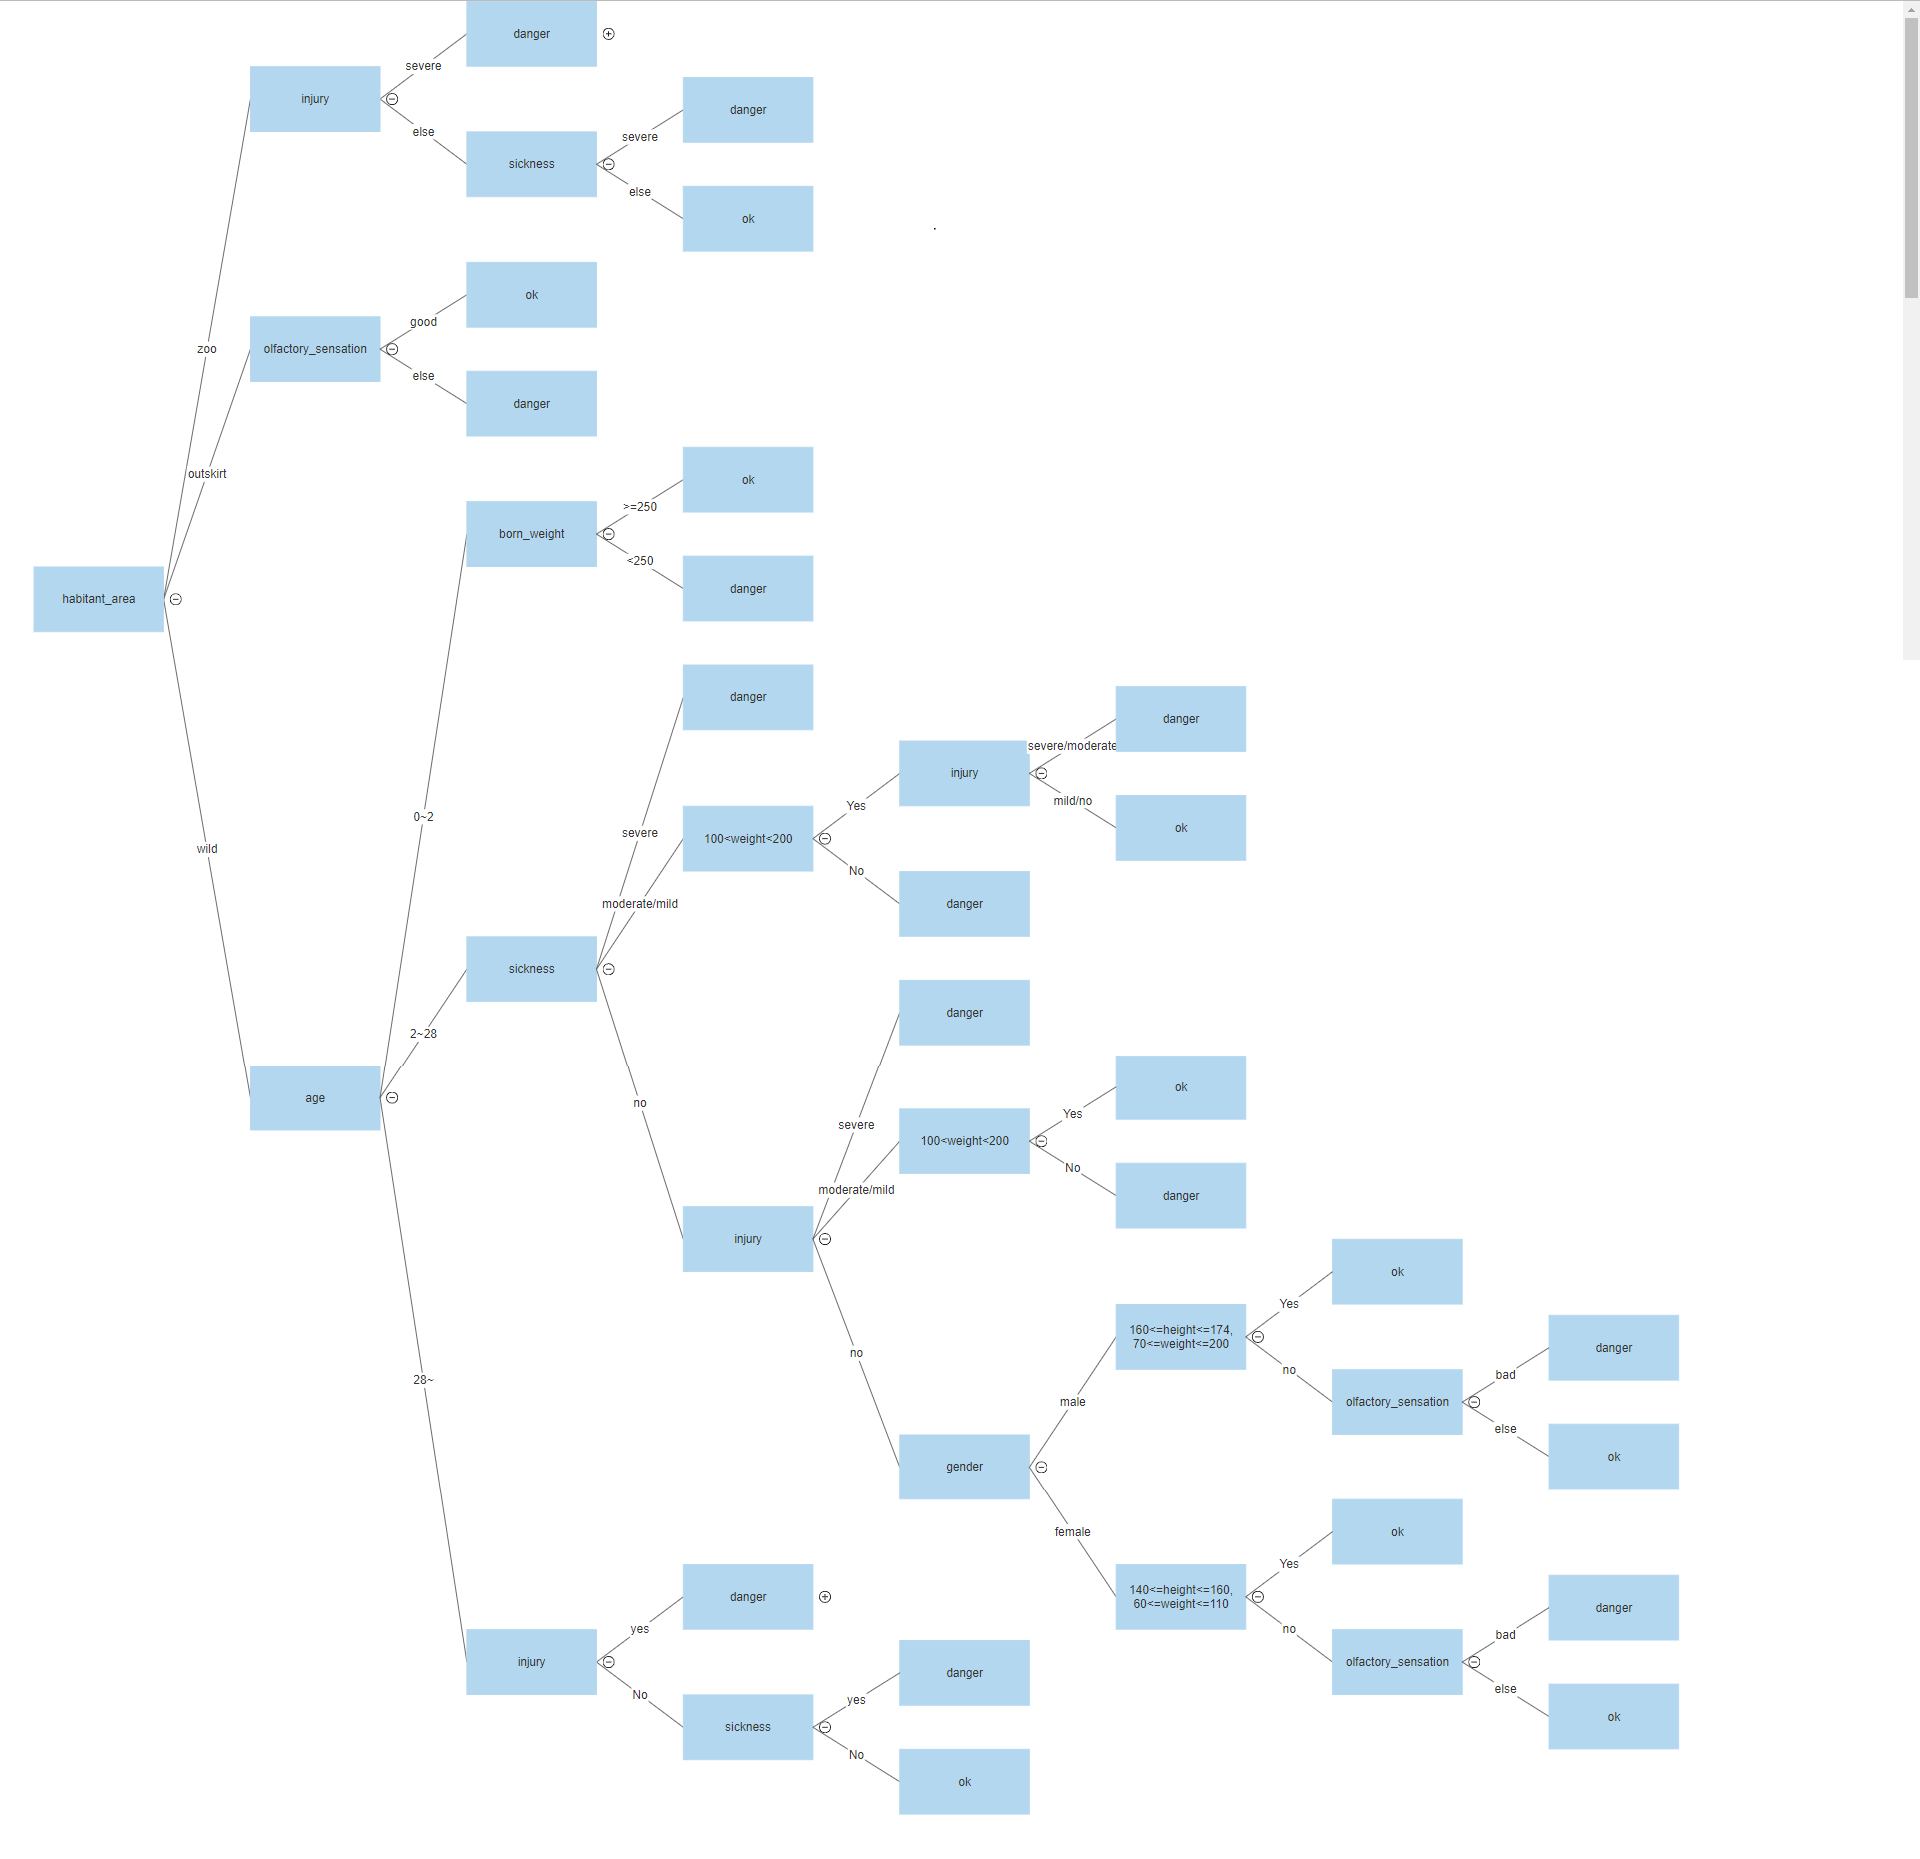 danger
severe
injury
danger
else
severe
sickness
else
ok
ok
good
zoo
olfactory_sensation
else
danger
outskirt
ok
>=250
born_weight
<250
danger
habitant_area
danger
danger
severe/moderate
injury
mild/no
Yes
ok
0~2
severe
100<weight<200
wild
No
moderate/mild
danger
sickness
danger
2~28
ok
age
no
Yes
severe
100<weight<200
No
moderate/mild
danger
injury
ok
Yes
160<=height<=174,
70<=weight<=200
danger
no
no
bad
28~
male
olfactory_sensation
else
gender
ok
female
ok
Yes
140<=height<=160,
60<=weight<=110
danger
danger
yes
no
bad
injury
olfactory_sensation
danger
No
else
yes
sickness
ok
No
ok